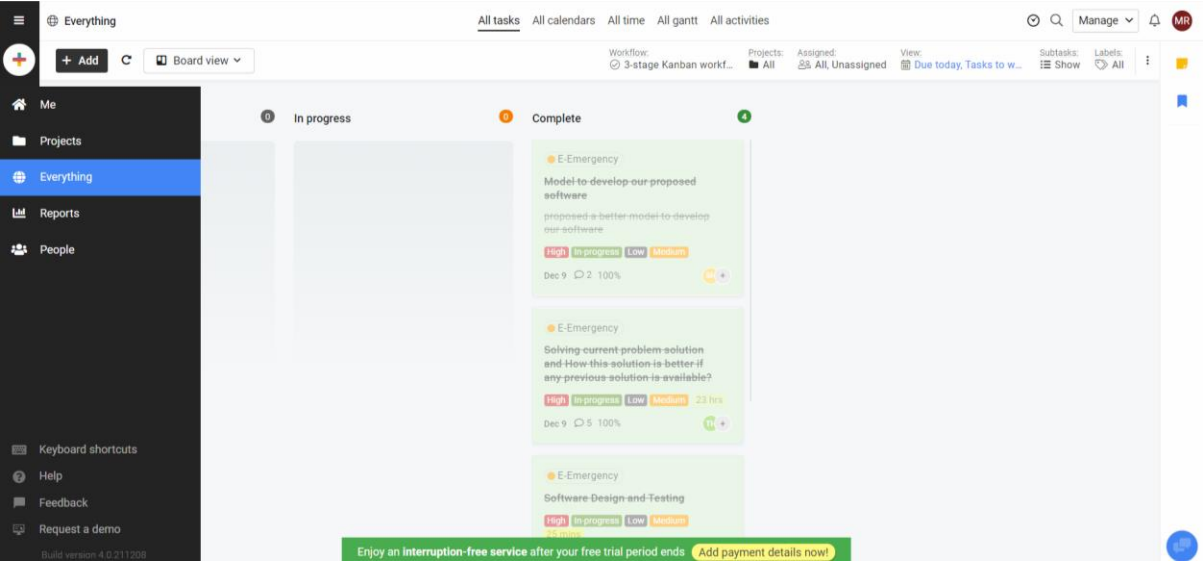 Everything
All tasks All calendars All time All gantt All activities
Manage
MR
+ Add
Board view
Workflow:
3-stage Kanban workf...
Projects:
All
Assigned:
All, Unassigned
View:
Due today, Tasks to w...
Subtasks:
Show
Labels:
All
Me
Projects
Everything
Reports
People
Keyboard shortcuts
Help
Feedback
Request a demo
Build version 4.0.211208
0
In progress
0
Complete
4
E-Emergency
Model to develop our proposed
software
proposed a better model to develop
our software
High In-progress Low Medium
Dec 9 2 100%
E-Emergency
Solving current problem solution
and How this solution is better if
any previous solution is available?
High In-progress Low Medium 23 hrs
Dec 9 5 100%
E-Emergency
Software Design and Testing
High In-progress Low Medium
25 mins
Enjoy an interruption-free service after your free trial period ends Add payment details now!